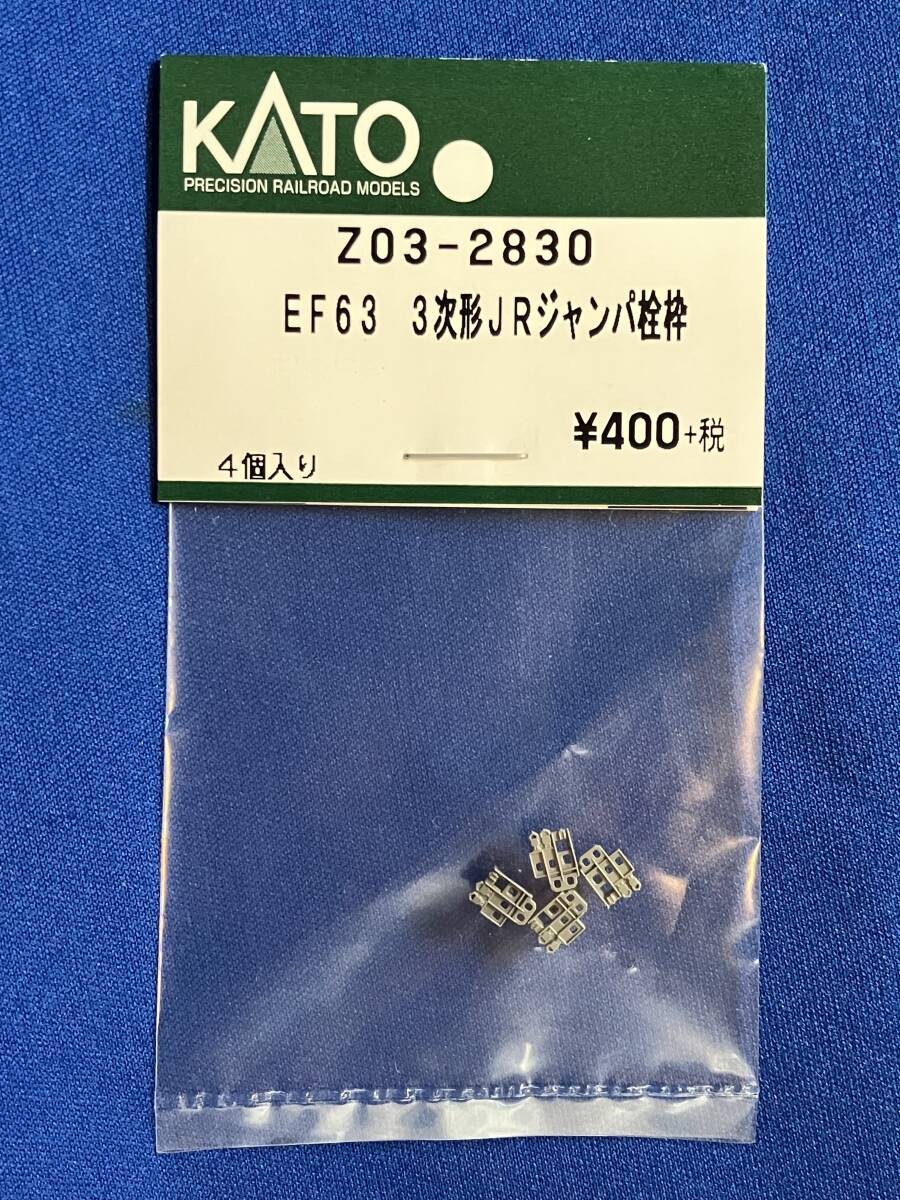 KATO
PRECISION RAILROAD MODELS
Z03-2830
EF63 3次形JRジャンパ栓枠
¥400+税
4個入り